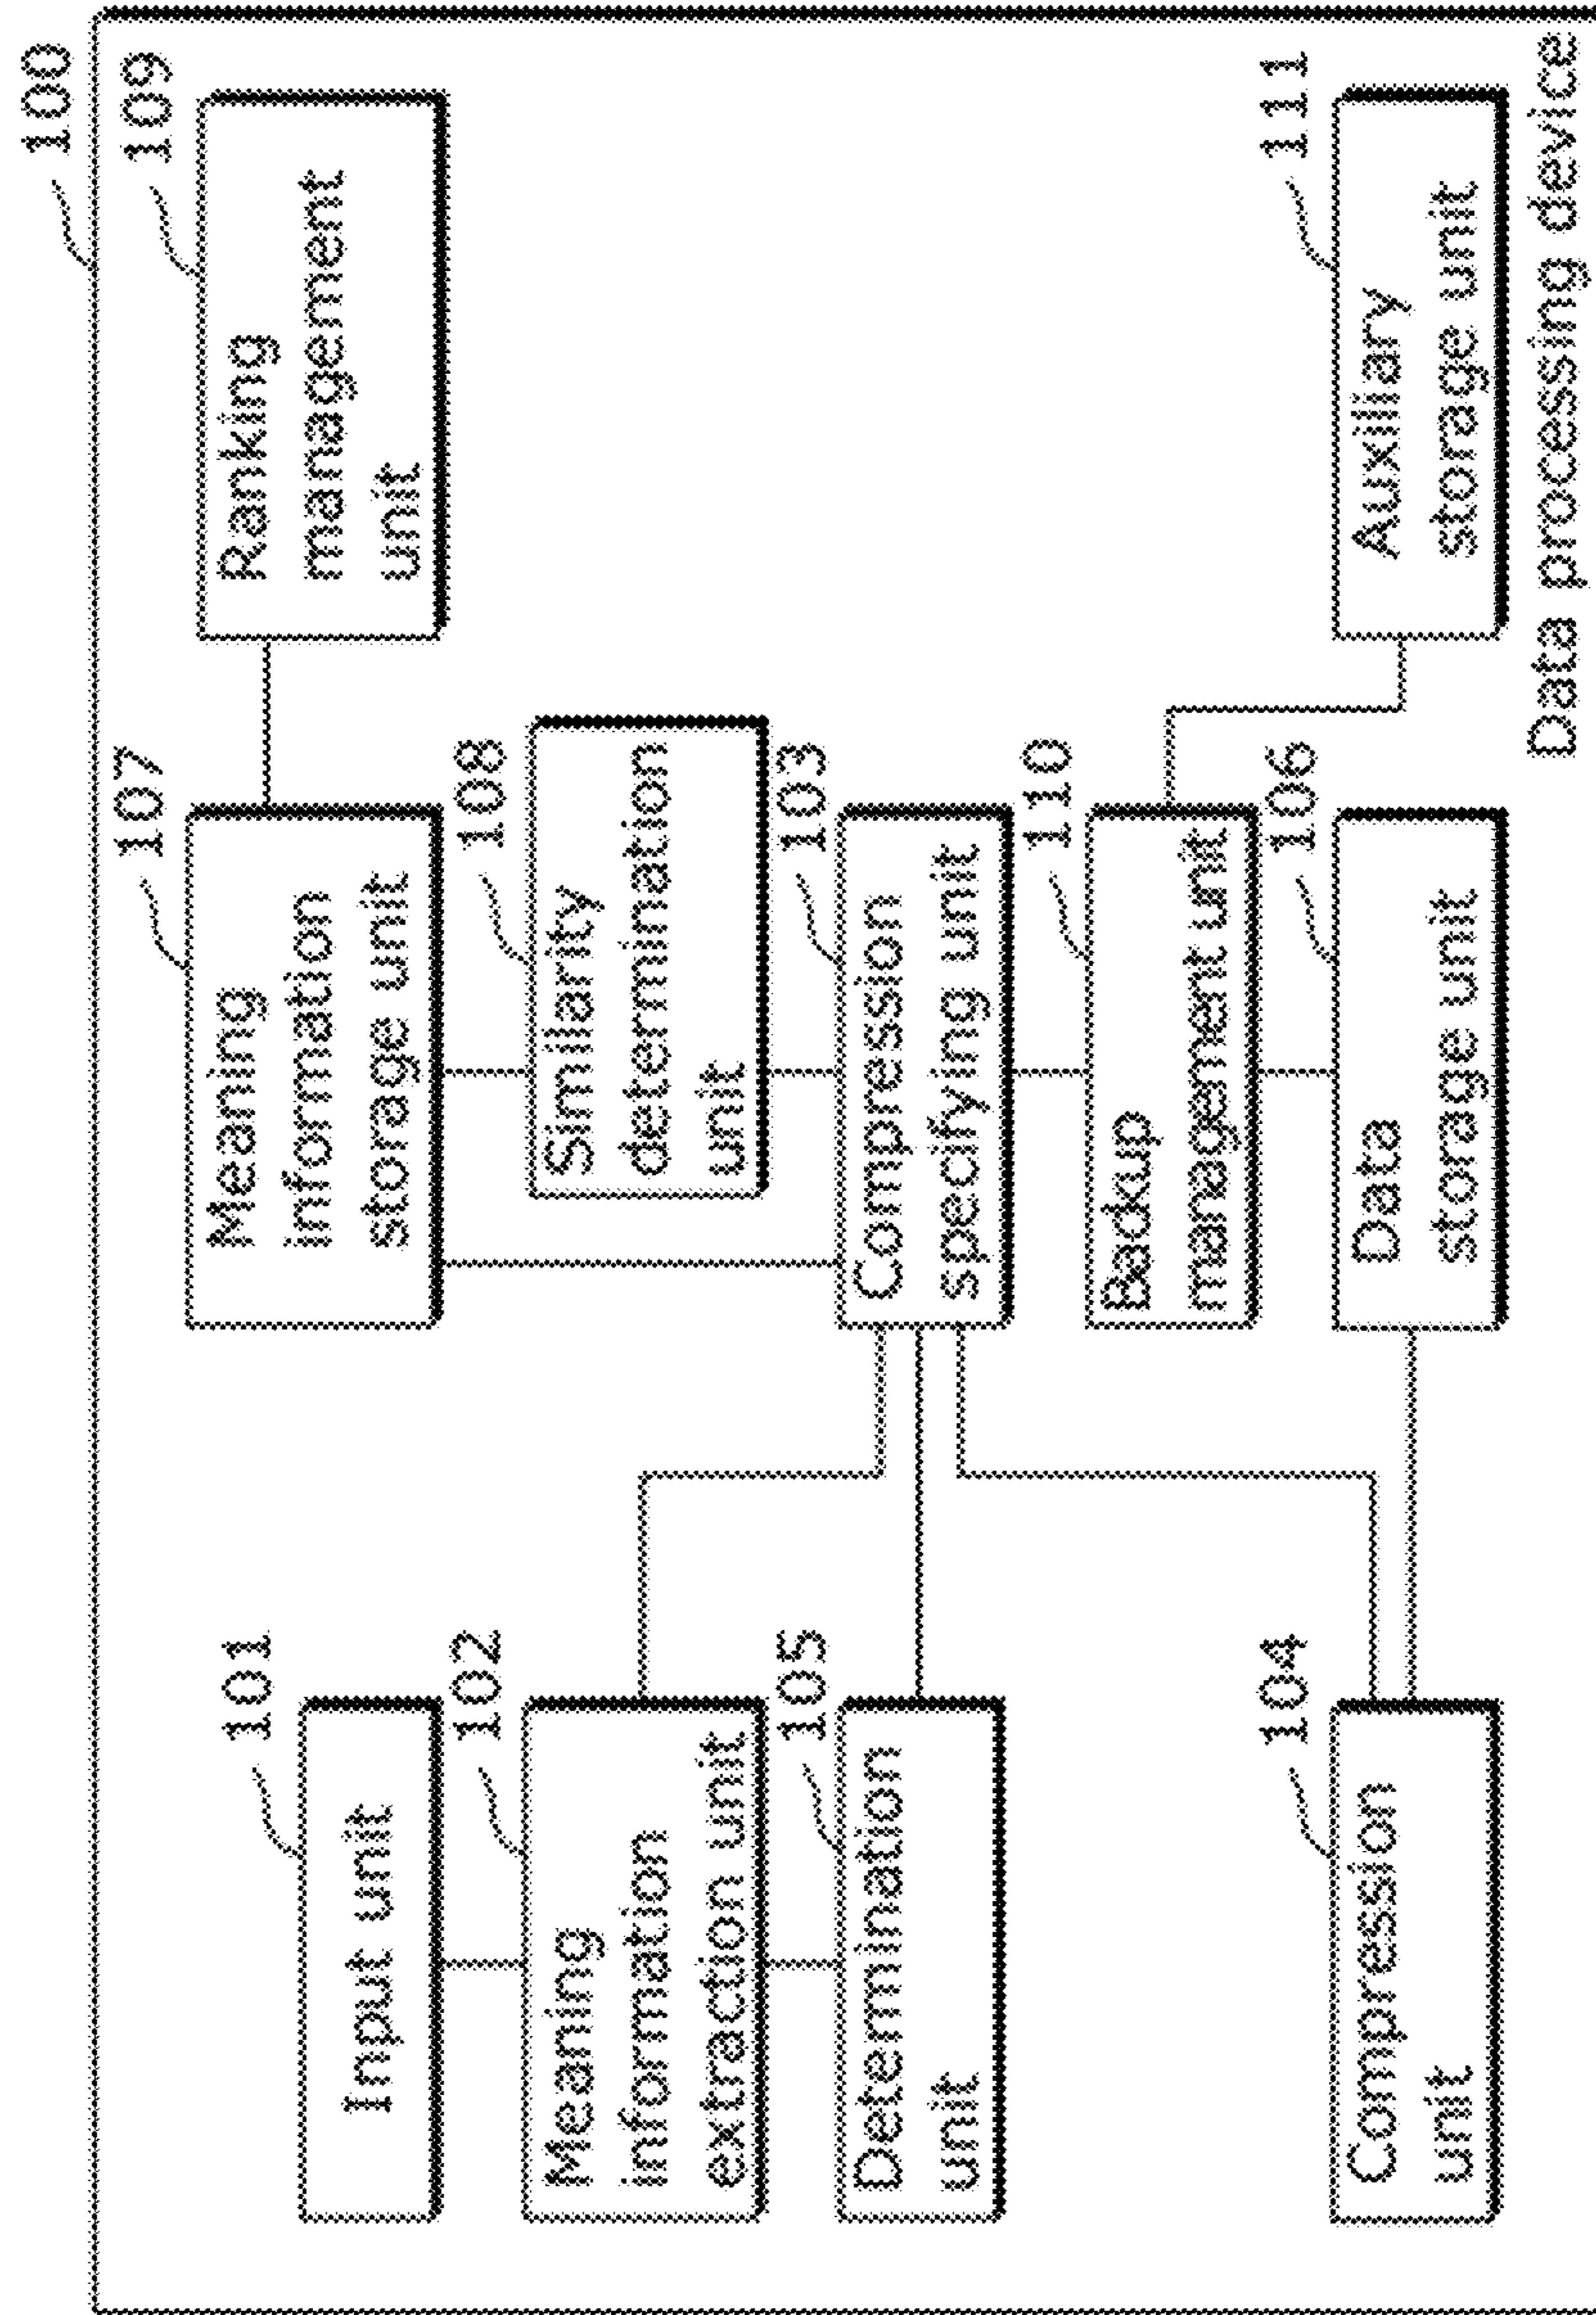 100
101
Input unit
102
Meaning
information
extraction unit
105
Determination
unit
104
Compression
unit
107
Meaning
information
storage unit
108
Similarity
determination
unit
103
Compression
specifying unit
110
Backup
management unit
106
Data
storage unit
109
Ranking
management
unit
111
Auxiliary
storage unit
Data processing device